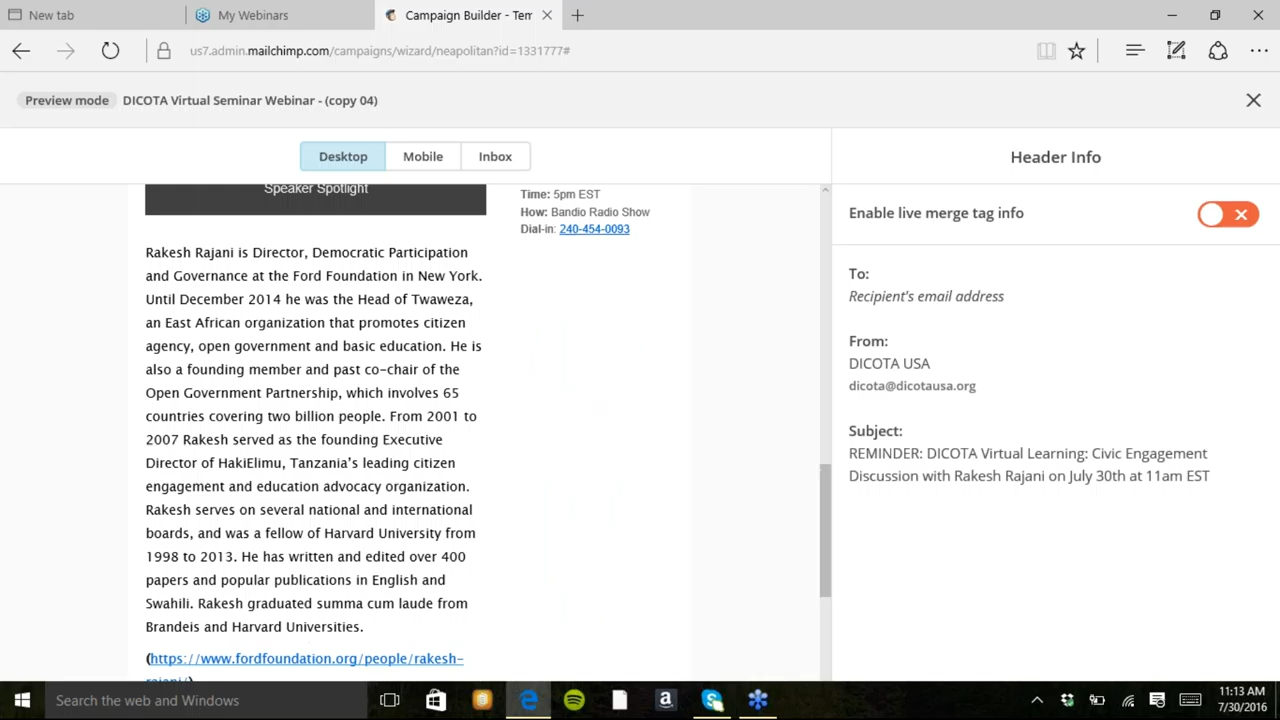 New tab
My Webinars
Campaign Builder - Tem
us7.admin.mailchimp.com/campaigns/wizard/neapolitan?id=1331777#
Preview mode
DICOTA Virtual Seminar Webinar - (copy 04)
Desktop
Mobile
Inbox
Header Info
Speaker Spotlight
Time: 5pm EST
How: Bandio Radio Show
Dial-in: 240-454-0093
Rakesh Rajani is Director, Democratic Participation
and Governance at the Ford Foundation in New York.
Until December 2014 he was the Head of Twaweza,
an East African organization that promotes citizen
agency, open government and basic education. He is
also a founding member and past co-chair of the
Open Government Partnership, which involves 65
countries covering two billion people. From 2001 to
2007 Rakesh served as the founding Executive
Director of HakiElimu, Tanzania's leading citizen
engagement and education advocacy organization.
Rakesh serves on several national and international
boards, and was a fellow of Harvard University from
1998 to 2013. He has written and edited over 400
papers and popular publications in English and
Swahili. Rakesh graduated summa cum laude from
Brandeis and Harvard Universities.
(https://www.fordfoundation.org/people/rakesh-
rajani/)
Enable live merge tag info
To:
Recipient's email address
From:
DICOTA USA
dicota@dicotausa.org
Subject:
REMINDER: DICOTA Virtual Learning: Civic Engagement
Discussion with Rakesh Rajani on July 30th at 11am EST
Search the web and Windows
11:13 AM
7/30/2016